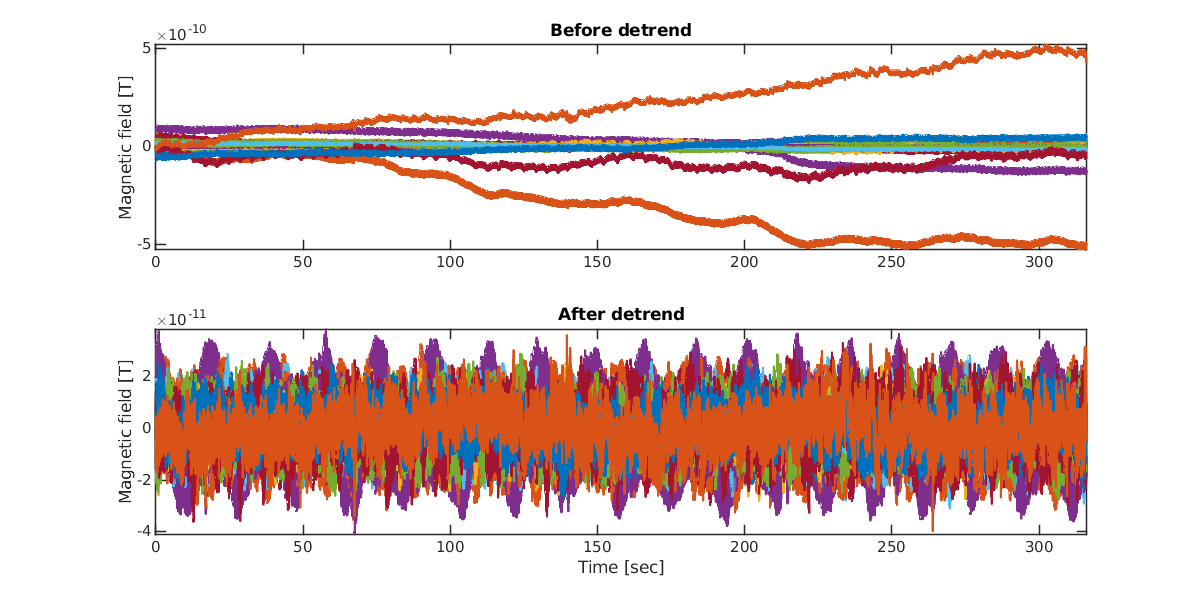 Before detrend
×10-10
Magnetic field [T]
5
0
-5
0 50 100 150 200 250 300
After detrend
×10-11
Magnetic field [T]
2
0
-2
-4
0 50 100 150 200 250 300
Time [sec]